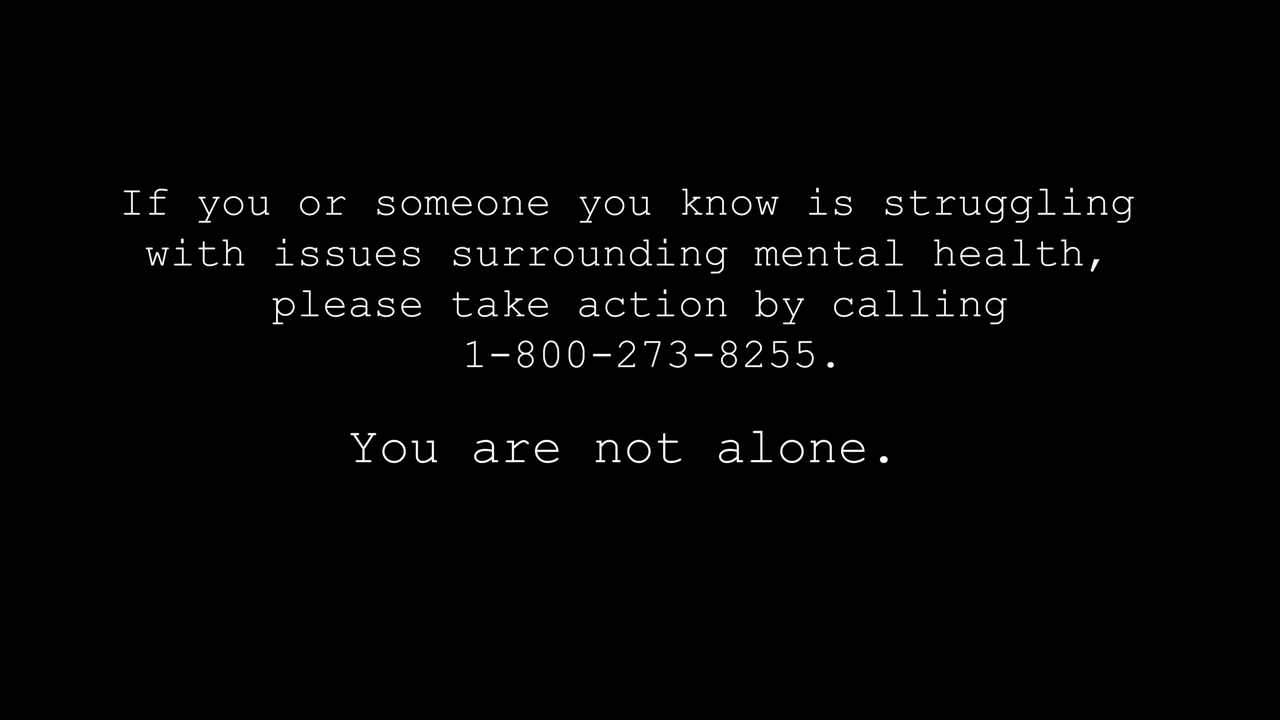 If you or someone you know is struggling
with issues surrounding mental health,
please take action by calling
1-800-273-8255.
You are not alone.